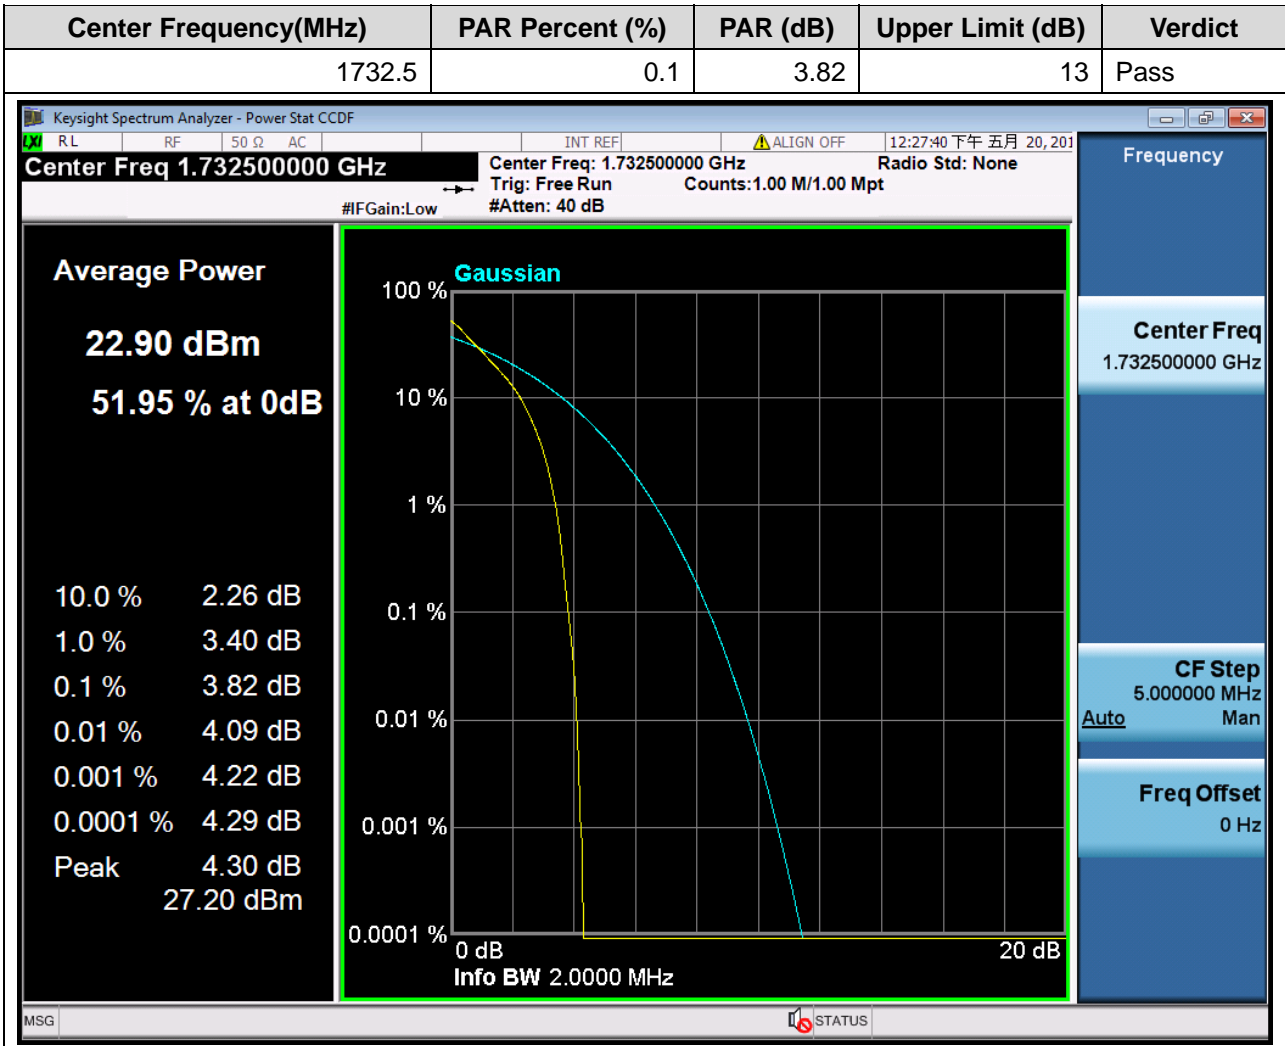 Center Frequency(MHz) PAR Percent (%) PAR (dB) Upper Limit (dB) Verdict
1732.5 0.1 3.82 13 Pass
Keysight Spectrum Analyzer - Power Stat CCDF
LXI RL RF 50 Ω AC INT REF ALIGN OFF 12:27:40 下午 五月 20, 201
Center Freq 1.732500000 GHz
Center Freq: 1.732500000 GHz Radio Std: None
Trig: Free Run Counts:1.00 M/1.00 Mpt
#IFGain:Low #Atten: 40 dB
Average Power
22.90 dBm
51.95 % at 0dB
10.0 % 2.26 dB
1.0 % 3.40 dB
0.1 % 3.82 dB
0.01 % 4.09 dB
0.001 % 4.22 dB
0.0001 % 4.29 dB
Peak 4.30 dB
27.20 dBm
Gaussian
100 %
10 %
1 %
0.1 %
0.01 %
0.001 %
0.0001 %
0 dB 20 dB
Info BW 2.0000 MHz
Frequency
Center Freq
1.732500000 GHz
CF Step
5.000000 MHz
Auto Man
Freq Offset
0 Hz
MSG STATUS